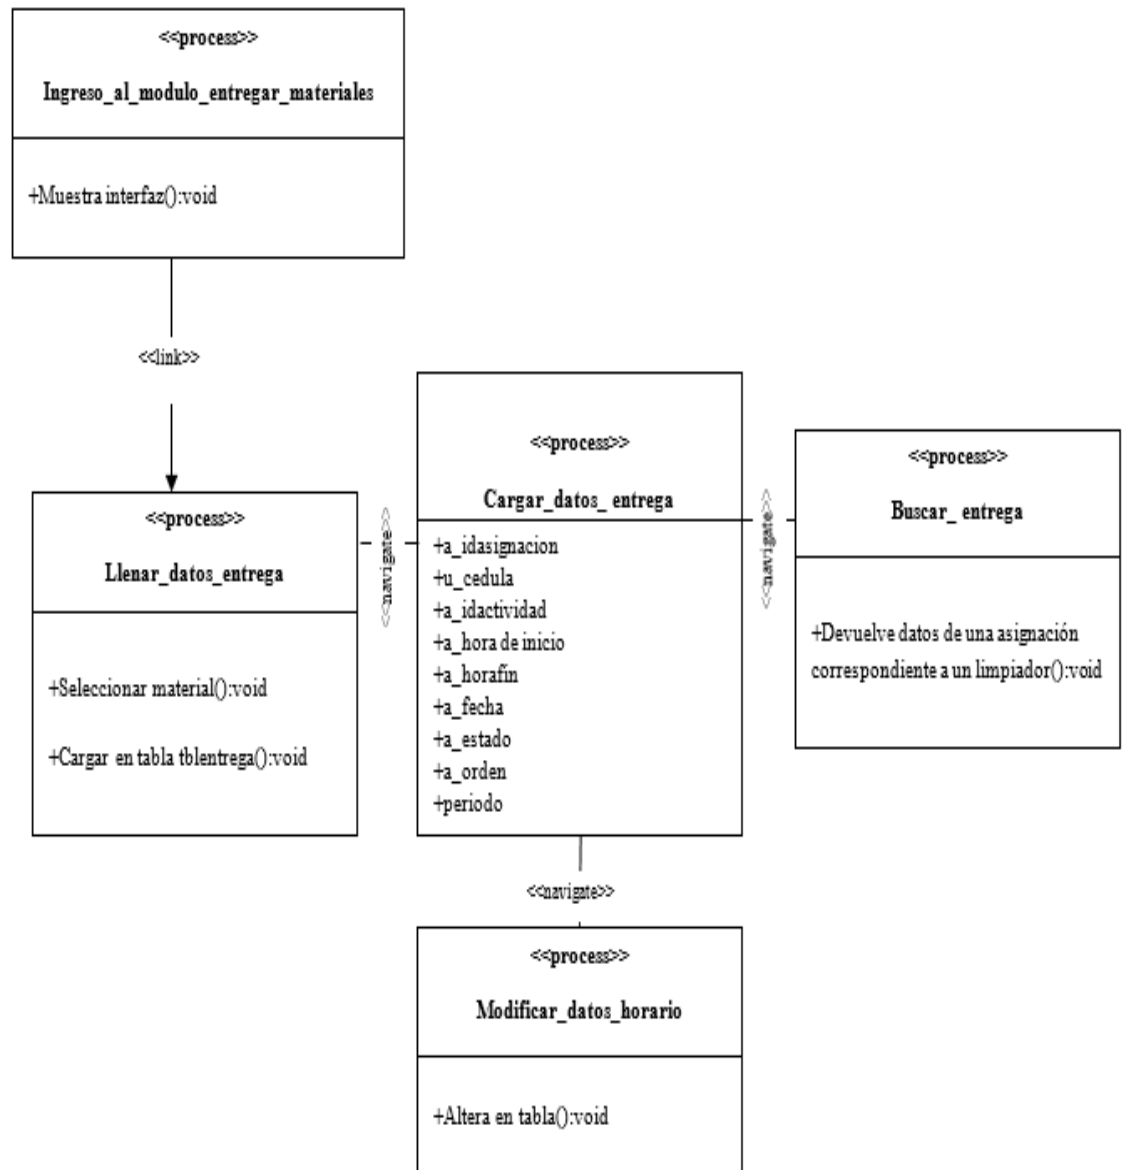 <<process>>
Ingreso_al_modulo_entregar_materiales
+Muestra interfaz():void
<<link>>
<<process>>
Llenar_datos_entrega
+Seleccionar material():void
+Cargar en tabla tblentrega():void
<<navigate>>
<<process>>
Cargar_datos_ entrega
+a_idasignacion
+u_cedula
+a_idactividad
+a_hora de inicio
+a_horafín
+a_fecha
+a_estado
+a_orden
+periodo
<<navigate>>
<<process>>
Buscar_ entrega
+Devuelve datos de una asignación
correspondiente a un limpiador():void
<<navigate>>
<<process>>
Modificar_datos_horario
+Altera en tabla():void